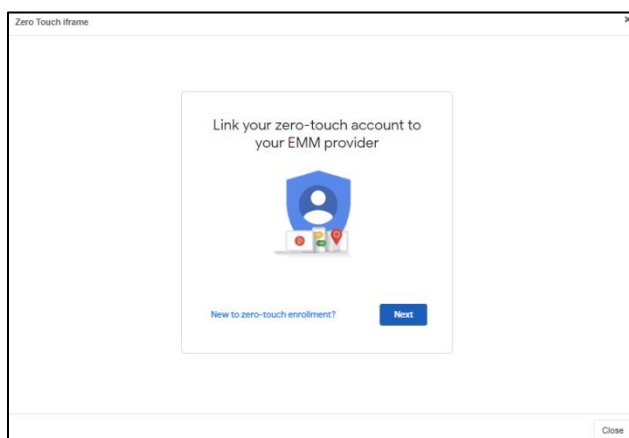 Zero Touch iframe
Link your zero-touch account to
your EMM provider
New to zero-touch enrollment?
Next
Close